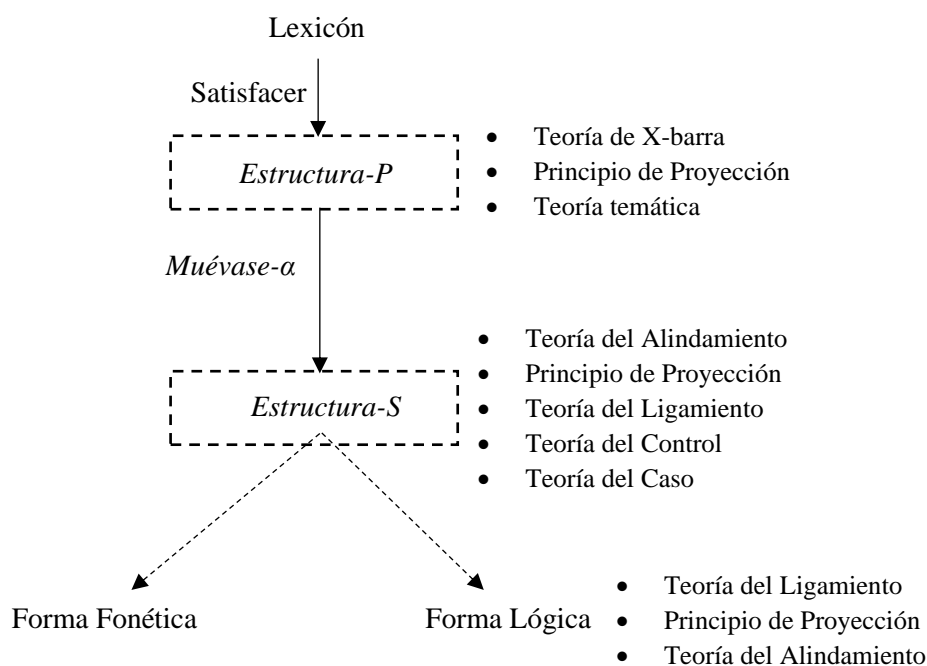 Lexicón
Satisfacer
Estructura-P
• Teoría de X-barra
• Principio de Proyección
• Teoría temática
Muévase-α
Estructura-S
• Teoría del Alindamiento
• Principio de Proyección
• Teoría del Ligamiento
• Teoría del Control
• Teoría del Caso
Forma Fonética
Forma Lógica
• Teoría del Ligamiento
• Principio de Proyección
• Teoría del Alindamiento